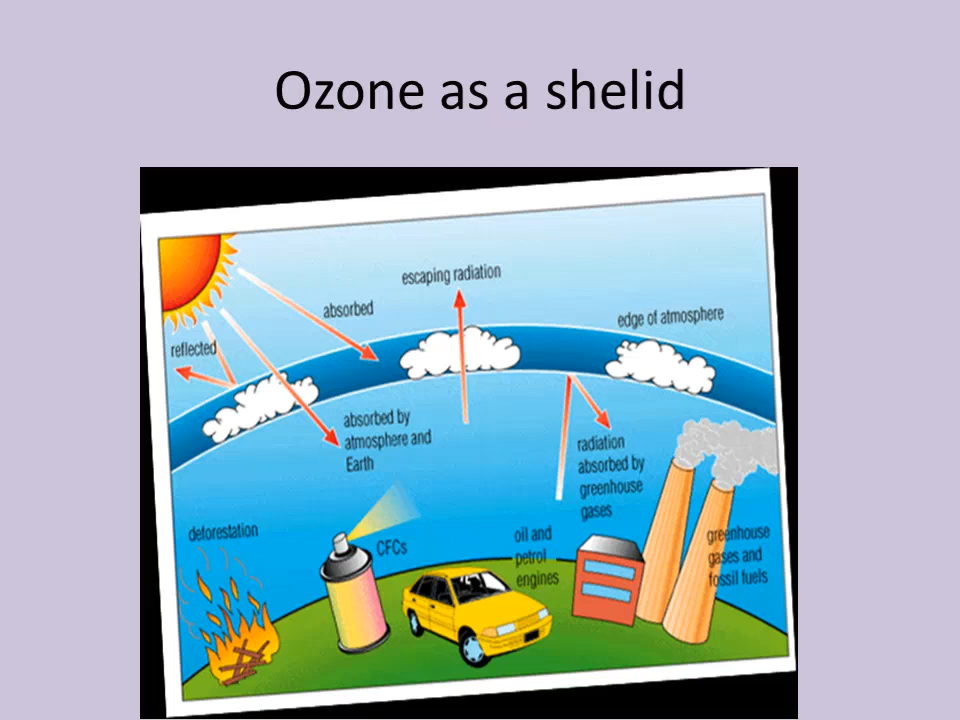 Ozone as a shelid
escaping radiation
absorbed
edge of atmosphere
reflected
absorbed by
atmosphere and
Earth
radiation
absorbed by
greenhouse
gases
deforestation
CFCs
oil and
petrol
engines
greenhouse
gases and
fossil fuels